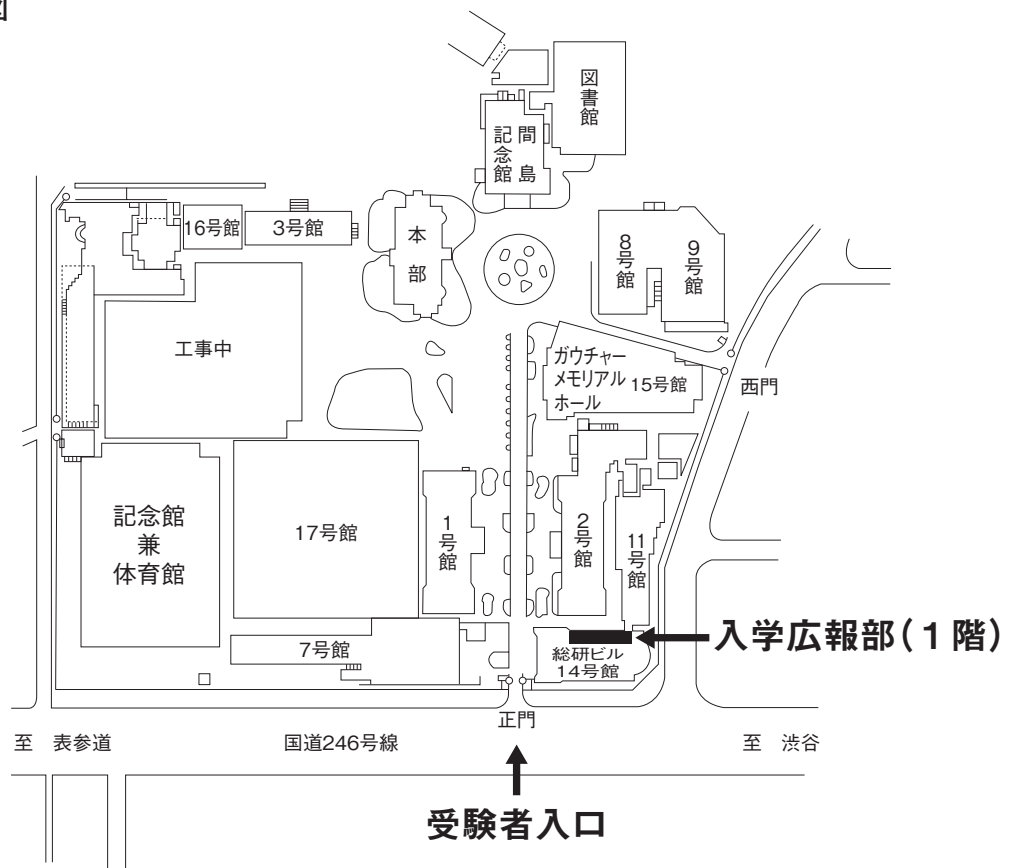 図
図書館
間島
記念館
16号館
3号館
本部
8号館
9号館
工事中
ガウチャー
メモリアル
ホール
15号館
西門
記念館
兼
体育館
17号館
1号館
2号館
11号館
入学広報部(1階)
7号館
総研ビル
14号館
正門
至 表参道
国道246号線
至 渋谷
受験者入口